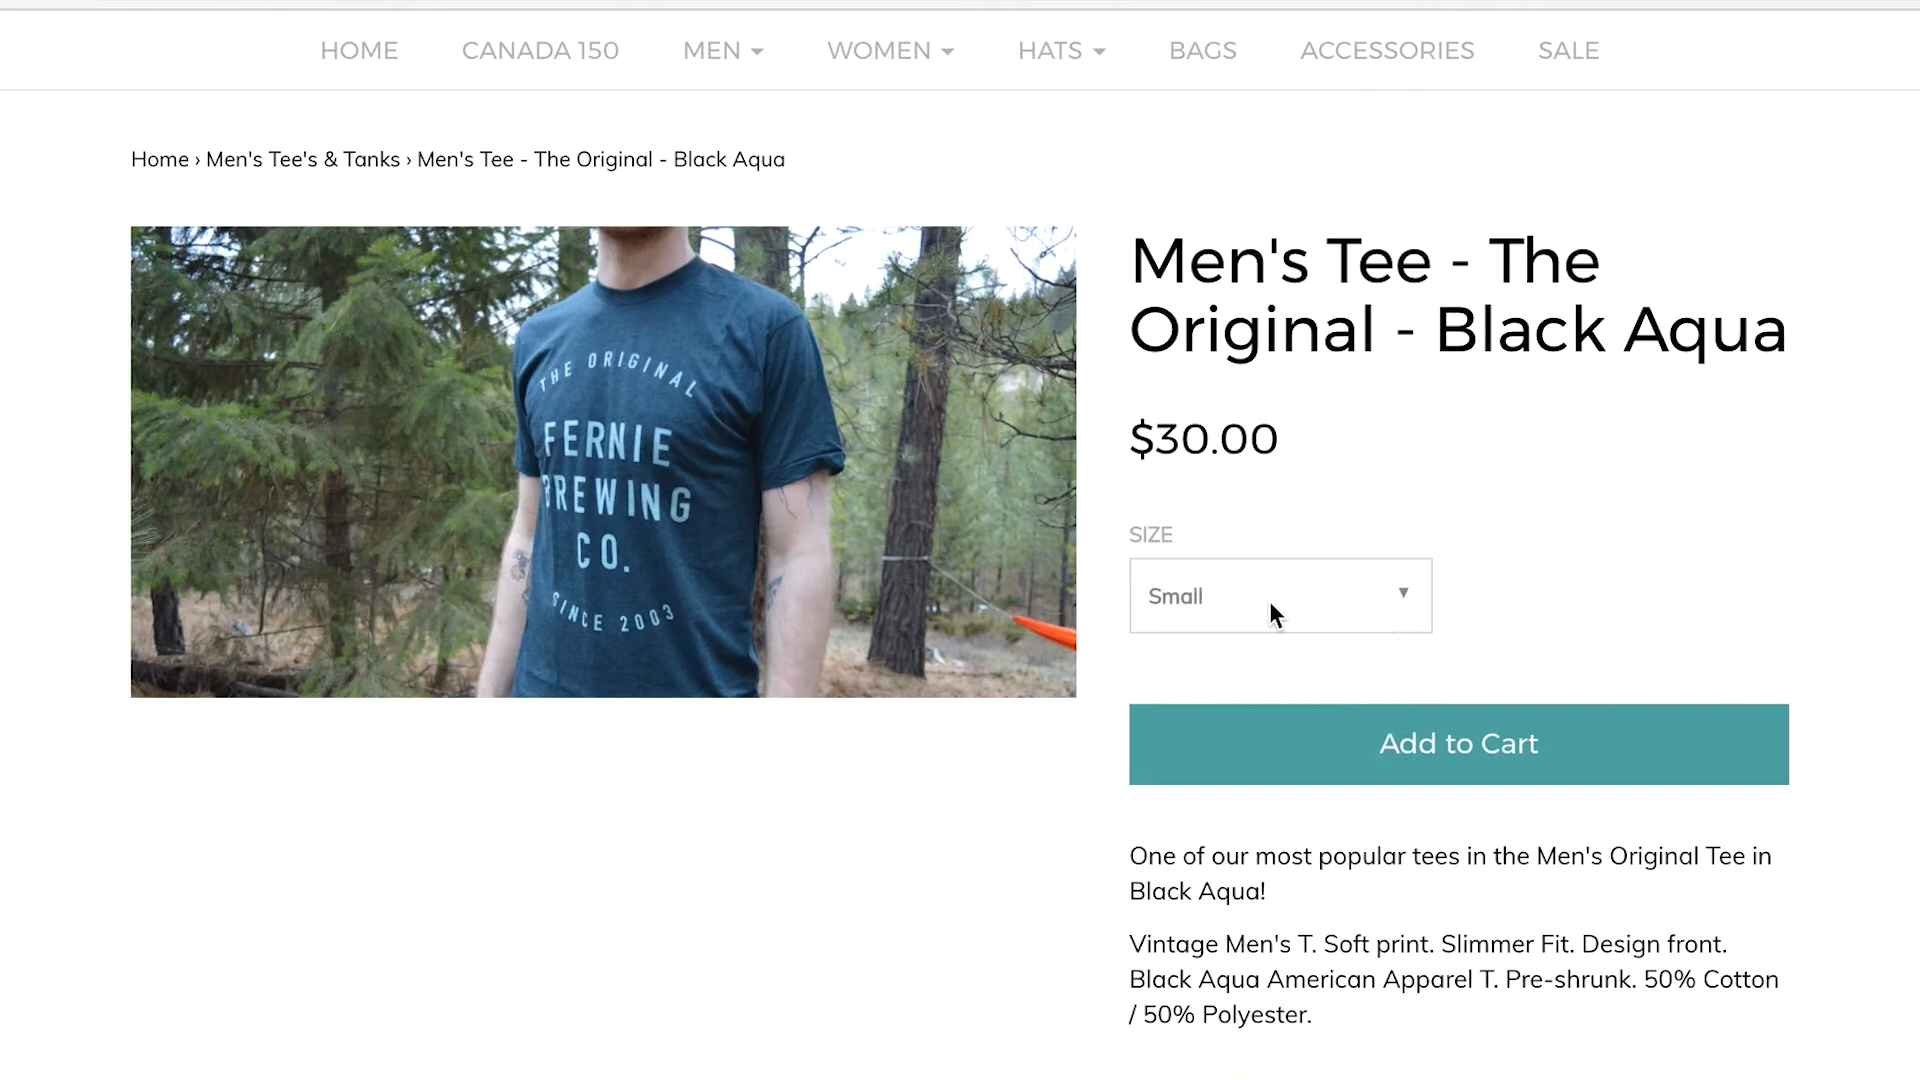 HOME CANADA 150 MEN WOMEN HATS BAGS ACCESSORIES SALE
Home › Men's Tee's & Tanks › Men's Tee - The Original - Black Aqua
THE ORIGINAL
FERNIE
BREWING
CO.
SINCE 2003
Men's Tee - The
Original - Black Aqua
$30.00
SIZE
Small
Add to Cart
One of our most popular tees in the Men's Original Tee in
Black Aqua!
Vintage Men's T. Soft print. Slimmer Fit. Design front.
Black Aqua American Apparel T. Pre-shrunk. 50% Cotton
/ 50% Polyester.